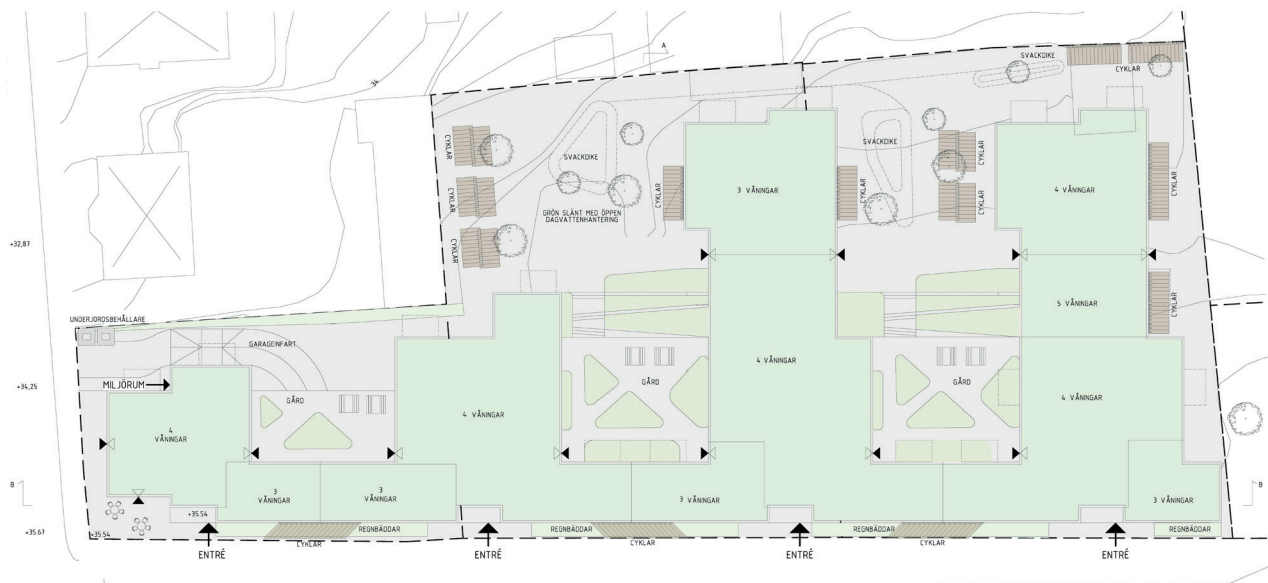 A
SVACKDIKE
CYKLAR
34
CYKLAR
SVACKDIKE
CYKLAR
SVACKDIKE
CYKLAR
3 VÅNINGAR
4 VÅNINGAR
CYKLAR
CYKLAR
CYKLAR
CYKLAR
CYKLAR
GRÖN SLÄNT MED ÖPPEN
DAGVATTENHANTERING
+32,87
CYKLAR
5 VÅNINGAR
CYKLAR
UNDERJORDSBEHÅLLARE
GARAGEINFART
4 VÅNINGAR
GÅRD
GÅRD
MILJÖRUM
+34,25
GÅRD
4 VÅNINGAR
4 VÅNINGAR
4
VÅNINGAR
B
3
VÅNINGAR
3
VÅNINGAR
3 VÅNINGAR
3 VÅNINGAR
B
+35.54
+35.67
+35.54
REGNBÄDDAR
REGNBÄDDAR
REGNBÄDDAR
REGNBÄDDAR
CYKLAR
CYKLAR
CYKLAR
ENTRÉ
ENTRÉ
ENTRÉ
ENTRÉ